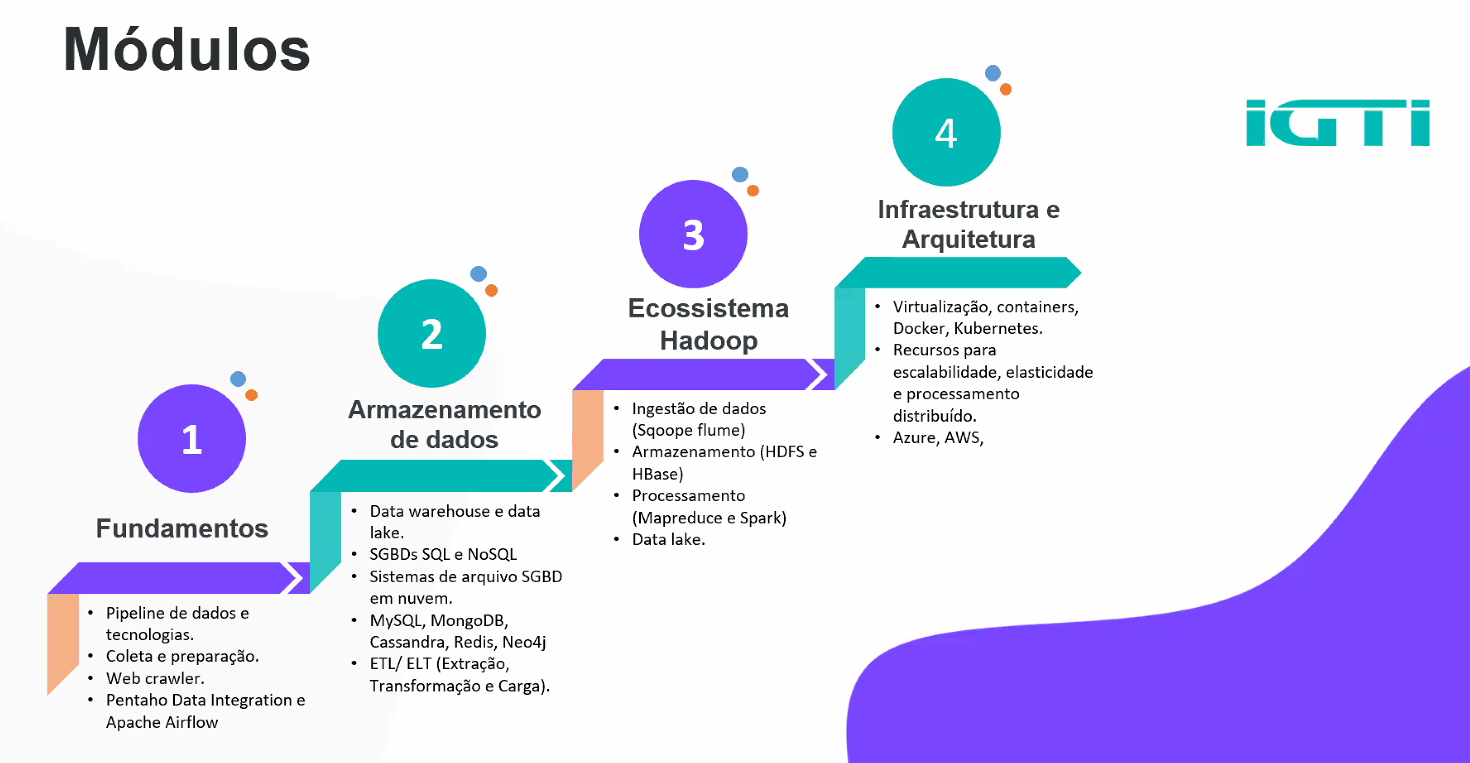 Módulos
iGTi
1
Fundamentos
• Pipeline de dados e
tecnologias.
• Coleta e preparação.
• Web crawler.
• Pentaho Data Integration e
Apache Airflow
2
Armazenamento
de dados
• Data warehouse e data
lake.
• SGBDs SQL e NoSQL
• Sistemas de arquivo SGBD
em nuvem.
• MySQL, MongoDB,
Cassandra, Redis, Neo4j
• ETL/ ELT (Extração,
Transformação e Carga).
3
Ecossistema
Hadoop
• Ingestão de dados
(Sqoope flume)
• Armazenamento (HDFS e
HBase)
• Processamento
(Mapreduce e Spark)
• Data lake.
4
Infraestrutura e
Arquitetura
• Virtualização, containers,
Docker, Kubernetes.
• Recursos para
escalabilidade, elasticidade
e processamento
distribuído.
• Azure, AWS,